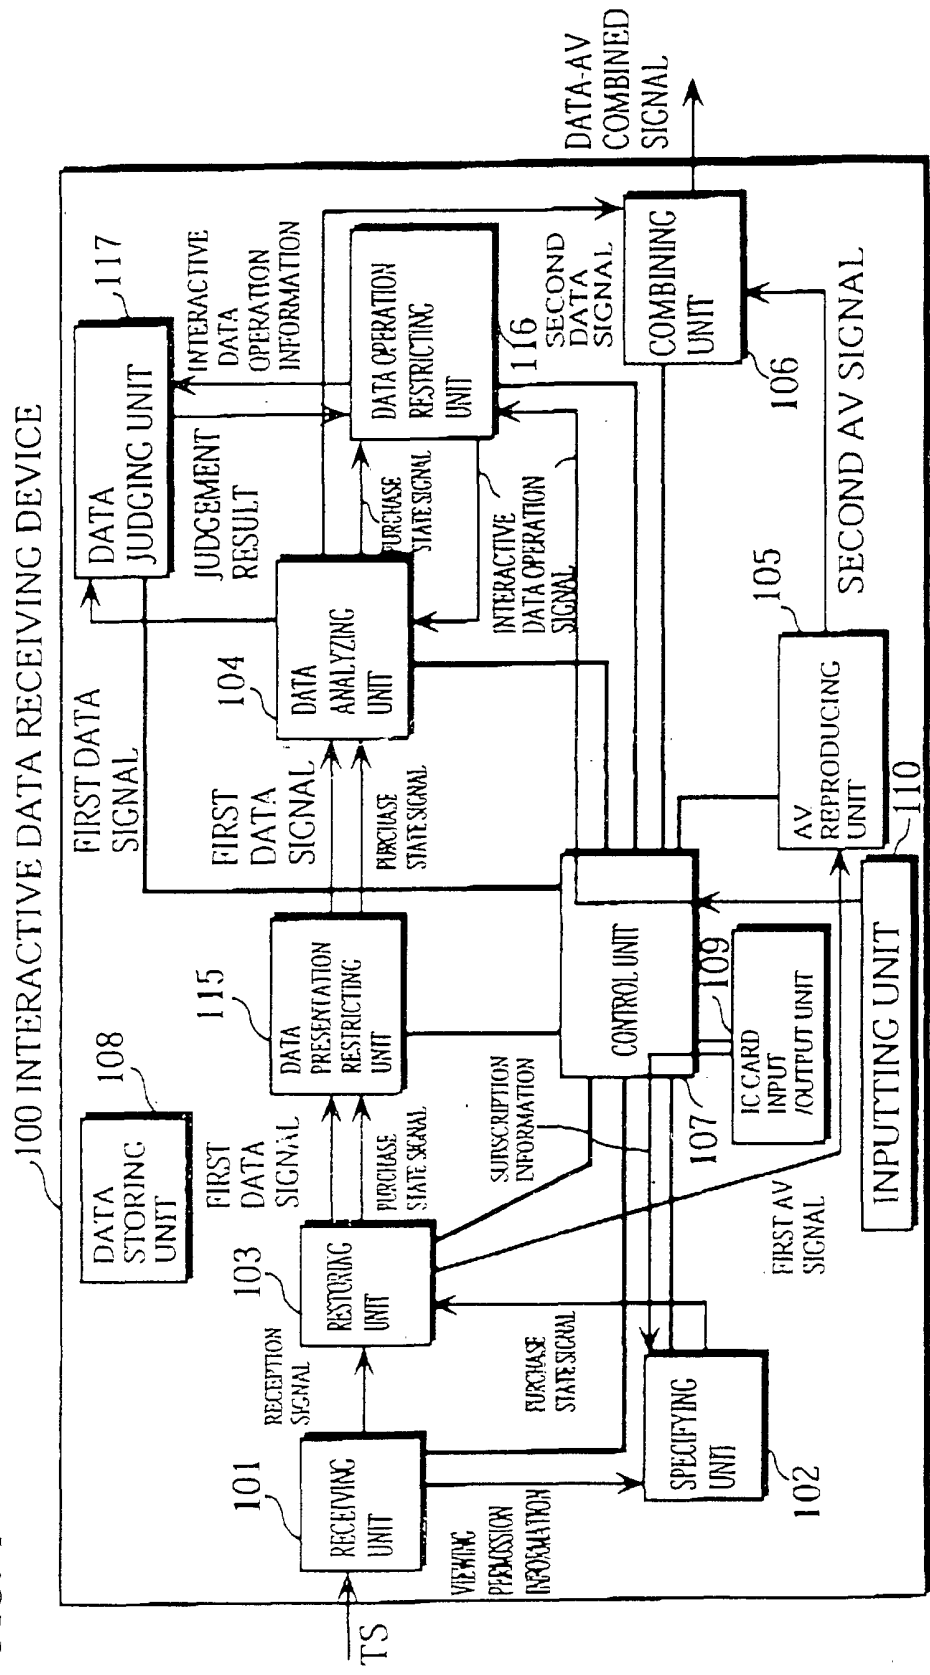 100 INTERACTIVE DATA RECEIVING DEVICE
TS
101
RECEIVING
UNIT
RECEPTION
SIGNAL
VIEWING
PERMOSSION
INFORMATION
SPECIFYING
UNIT
102
PURCHASE
STATE SIGNAL
103
RESTORING
UNIT
DATA
STORING
UNIT
108
FIRST
DATA
SIGNAL
PURCHASE
STATE SIGNAL
SUBSCRIPTION
INFORMATION
115
DATA
PRESENTATION
RESTRICTING
UNIT
FIRST
DATA
SIGNAL
PURCHASE
STATE SIGNAL
CONTROL UNIT
107
109
IC CARD
INPUT
/OUTPUT UNIT
FIRST AV
SIGNAL
INPUTTING UNIT
110
FIRST DATA
SIGNAL
104
DATA
ANALYZING
UNIT
PURCHASE
STATE SIGNAL
INTERACTIVE
DATA OPERATION
SIGNAL
AV
REPRODUCING
UNIT
105
SECOND AV SIGNAL
DATA
JUDGING UNIT
117
JUDGEMENT
RESULT
INTERACTIVE
DATA
OPERATION
INFORMATION
DATA OPERATION
RESTRICTING
UNIT
116
SECOND
DATA
SIGNAL
COMBINING
UNIT
106
DATA-AV
COMBINED
SIGNAL